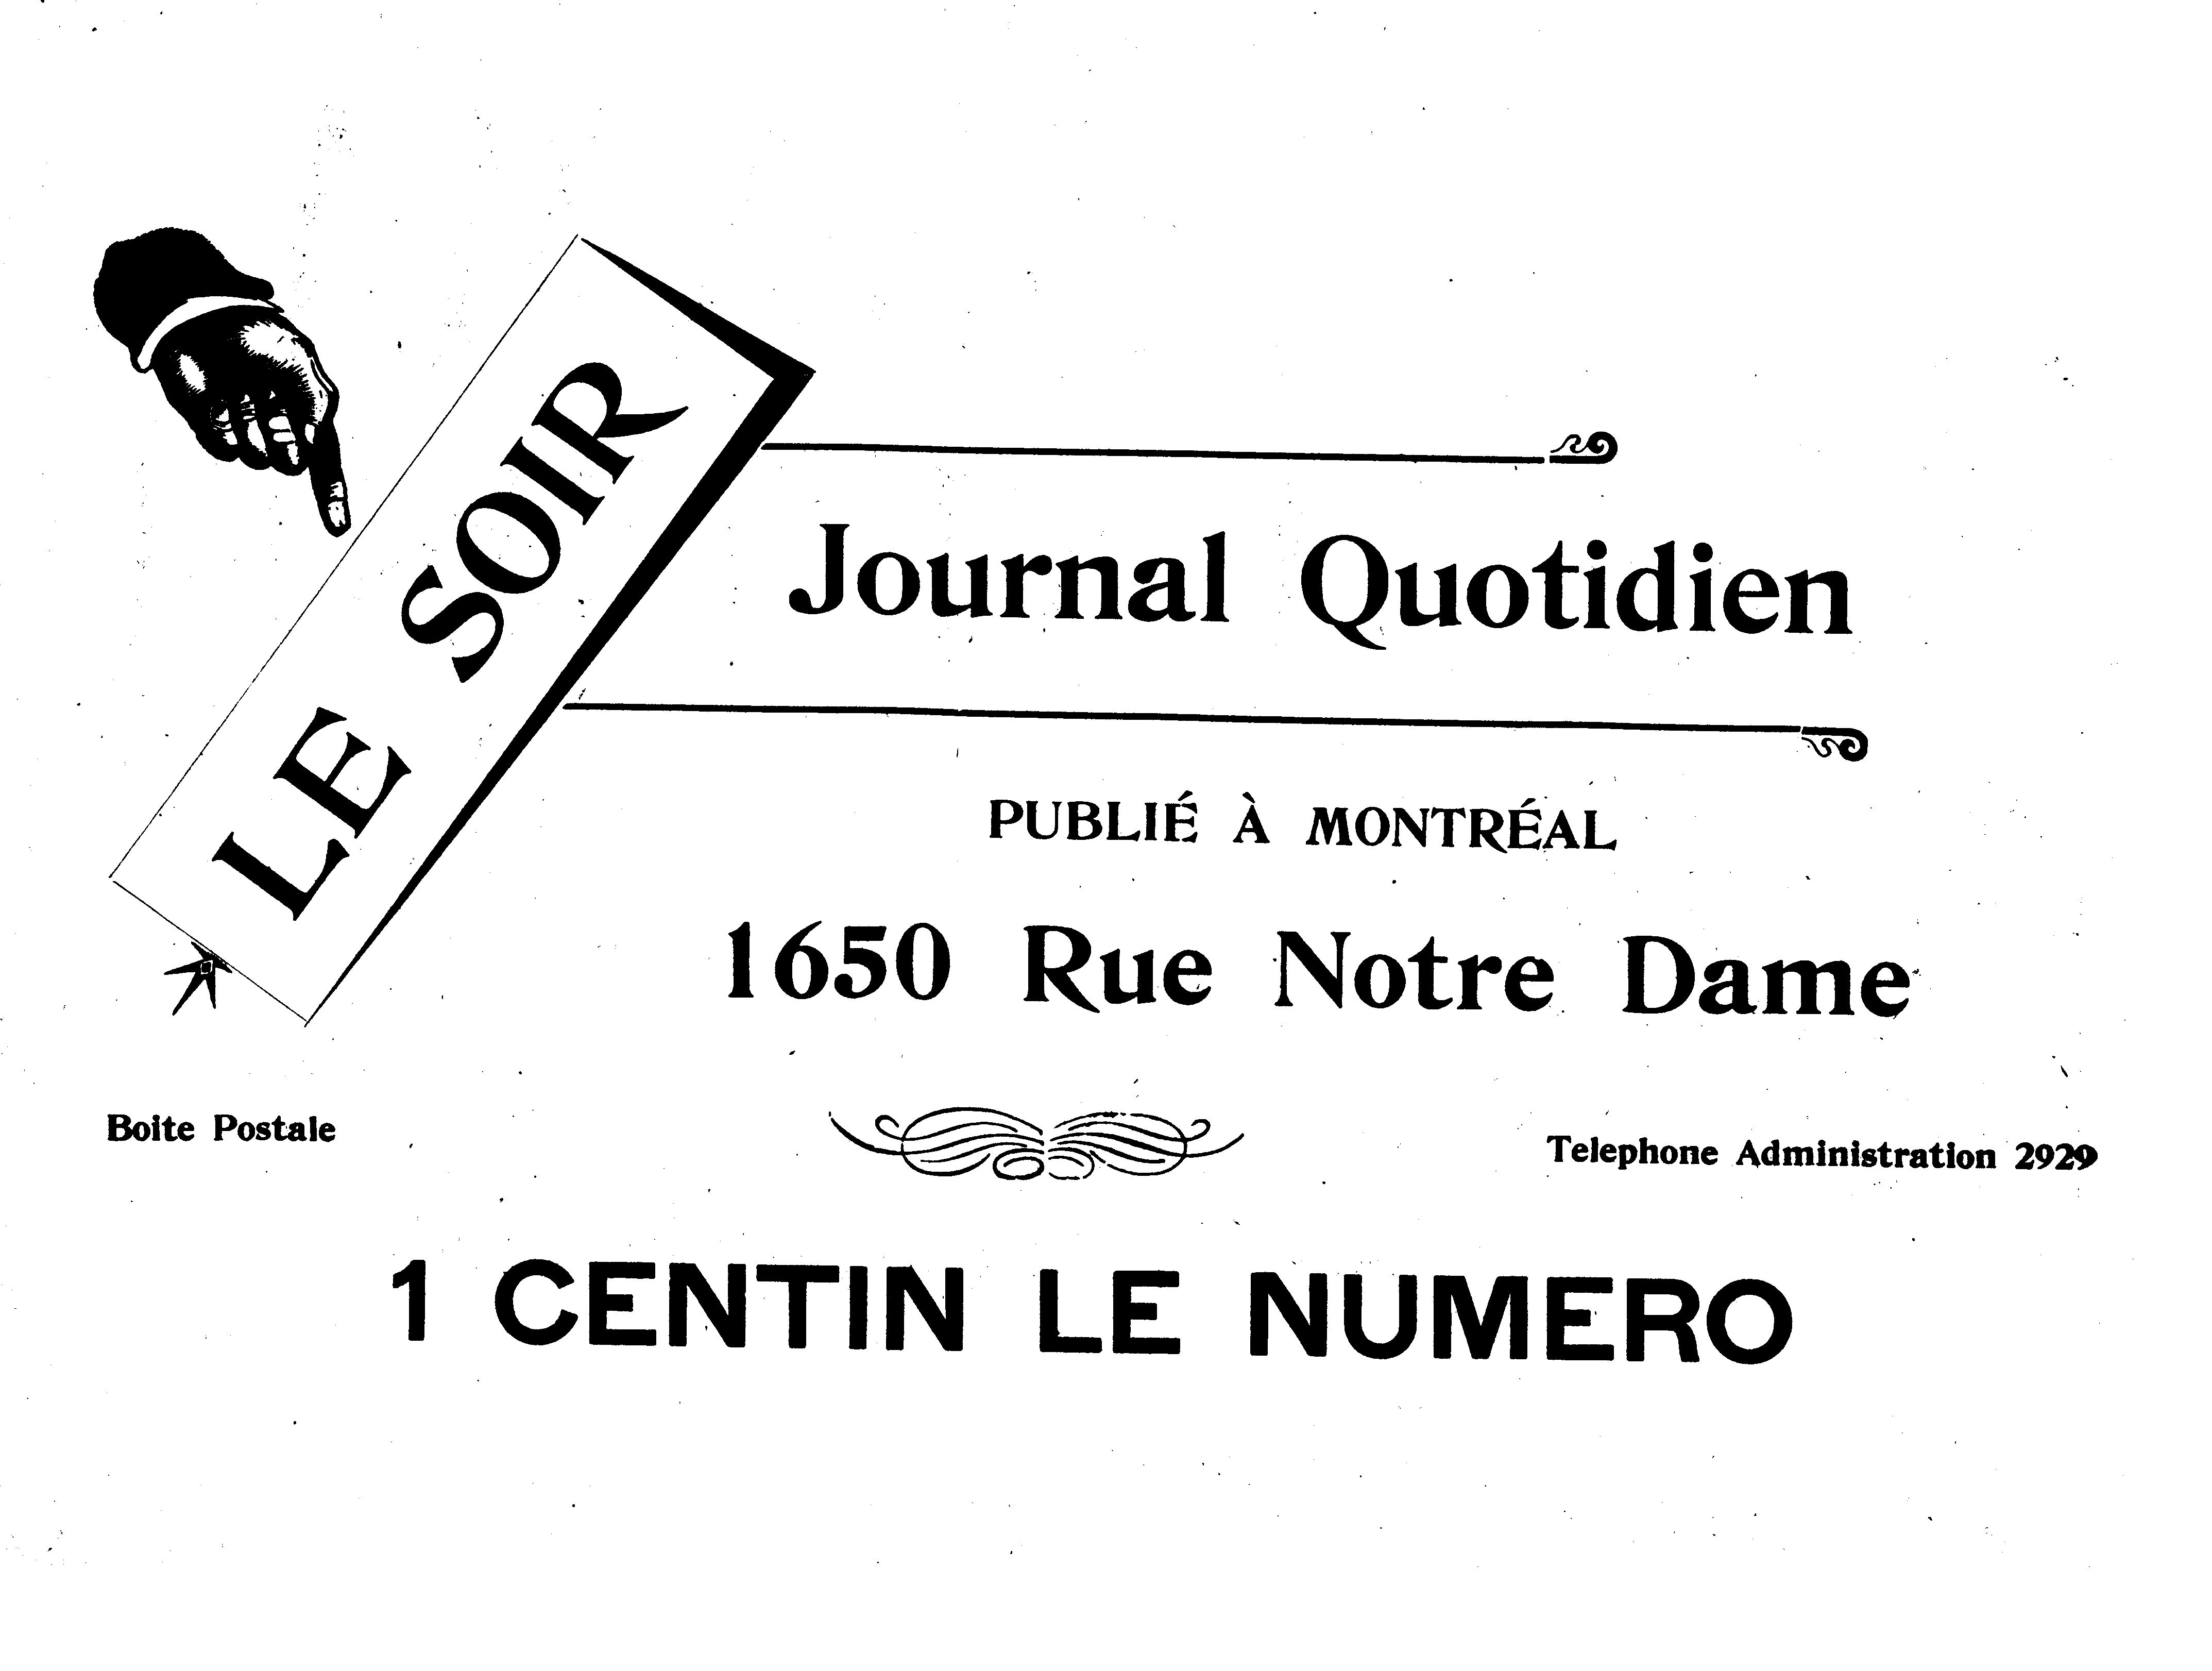 LE SOIR
Journal Quotidien
PUBLIÉ À MONTRÉAL
1650 Rue Notre Dame
Boite Postale
Telephone Administration 2929
1 CENTIN LE NUMERO